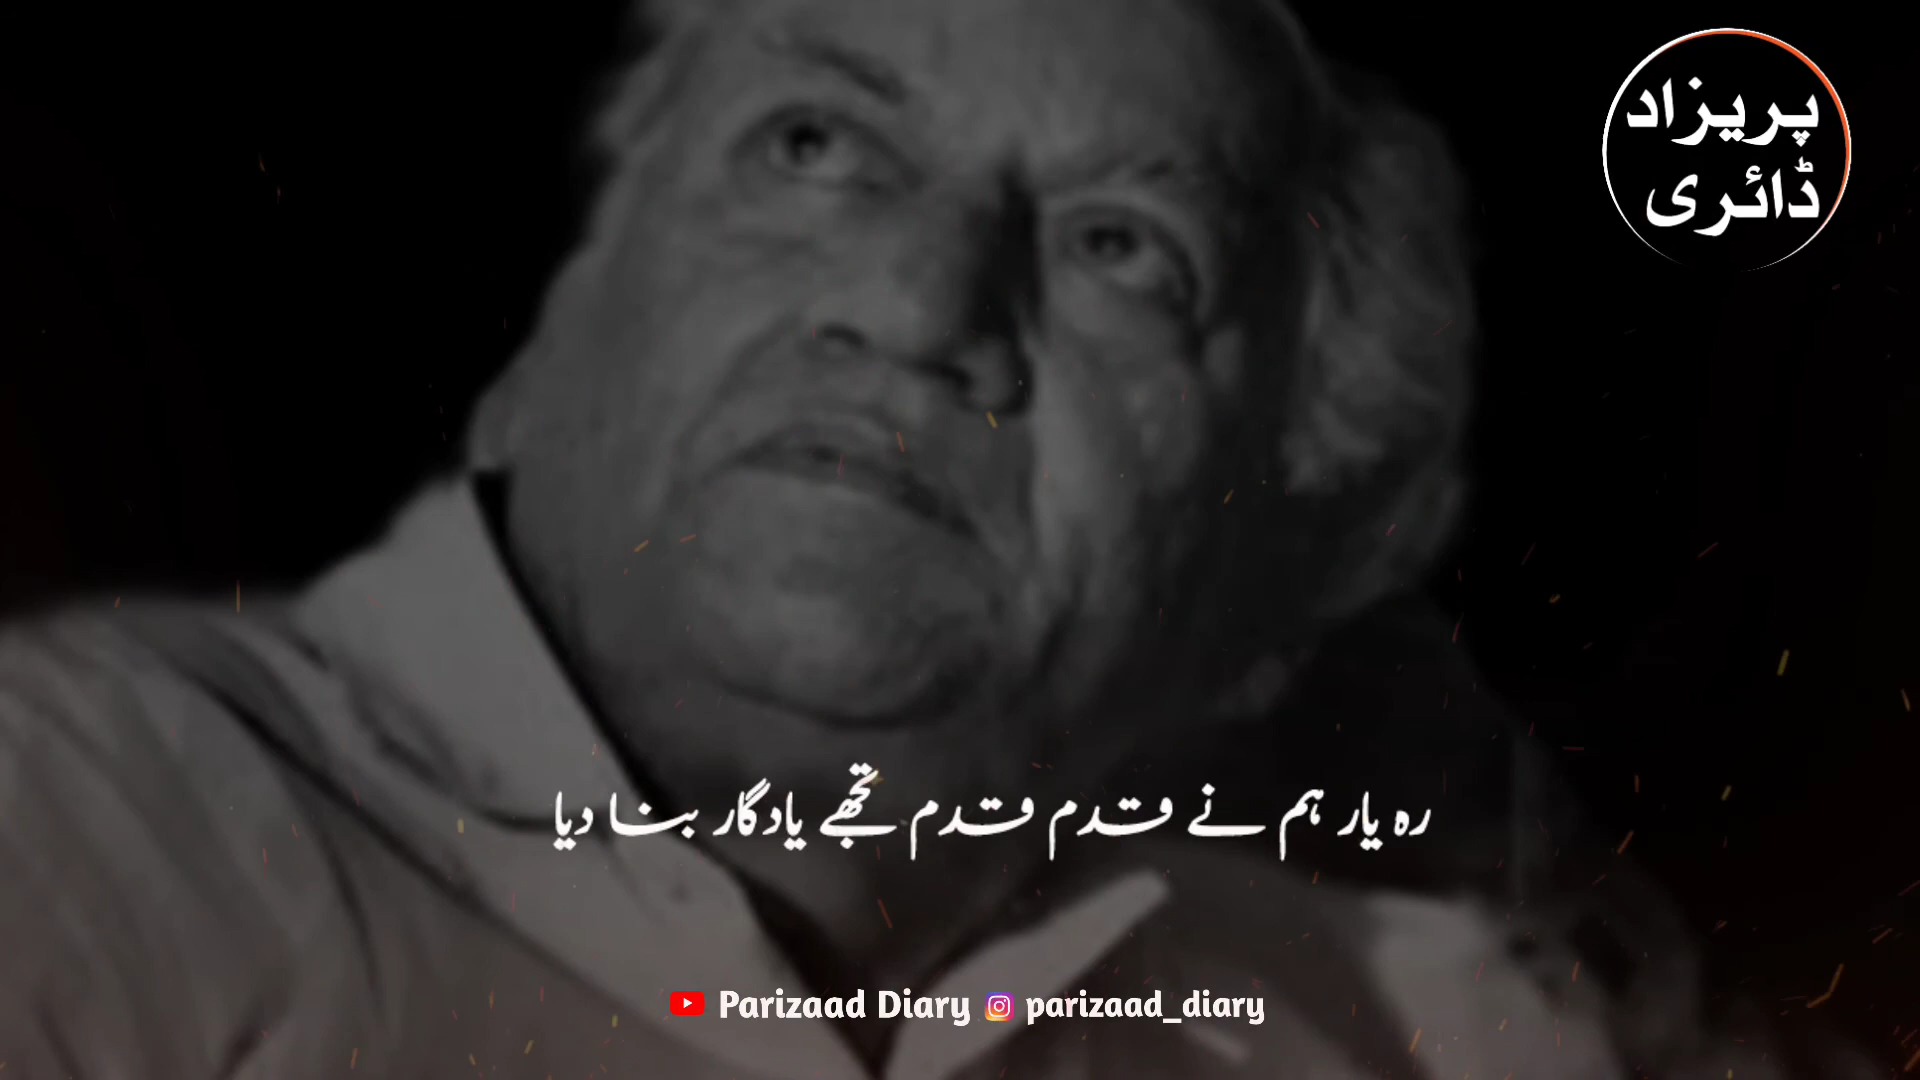 پریزاد
ڈائری
رہ یار ہم نے قدم قدم تجھے یادگار بنا دیا
Parizaad Diary parizaad_diary